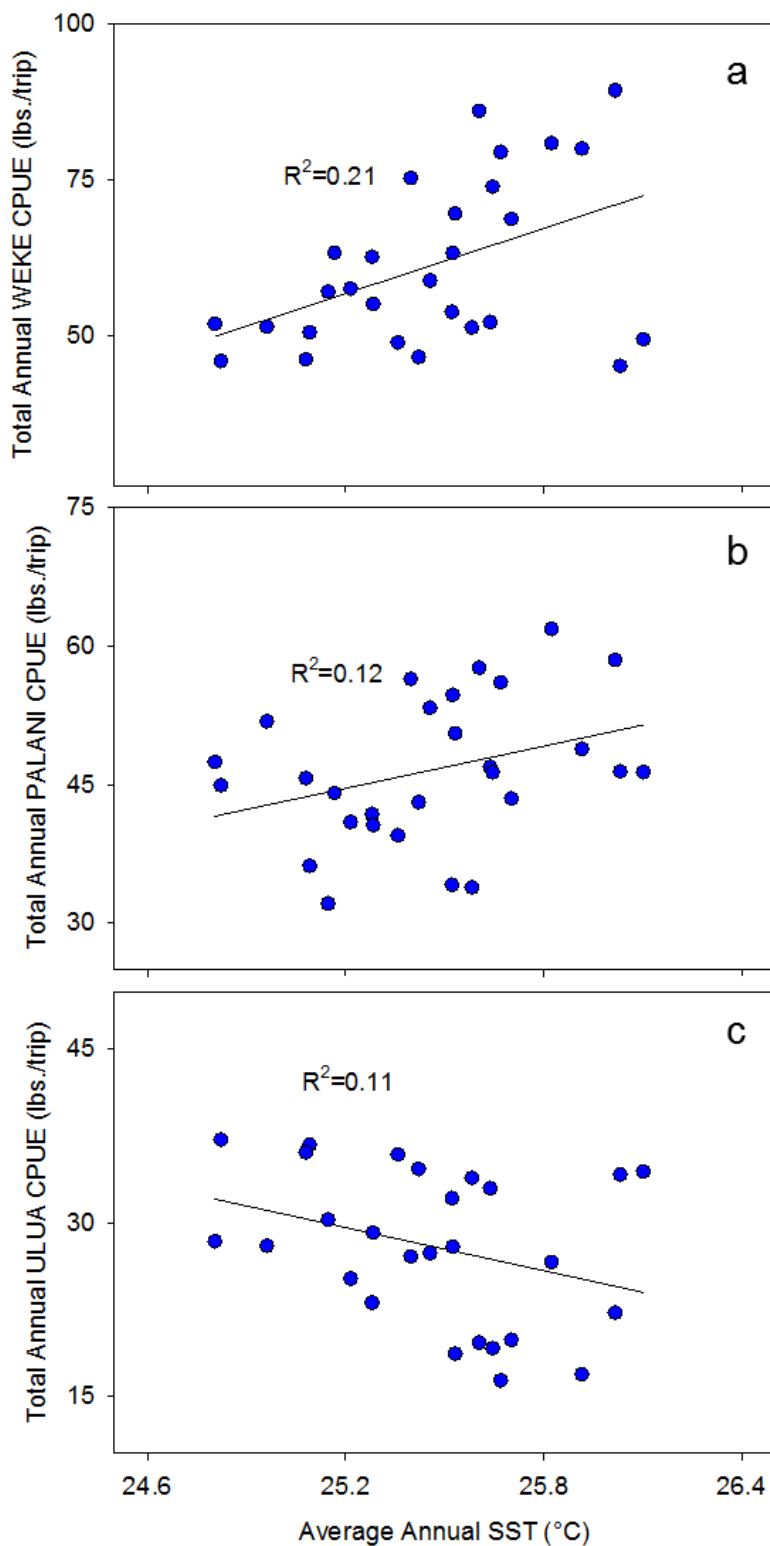 Total Annual WEKE CPUE (lbs./trip)
100
75
50
a
R²=0.21
Total Annual PALANI CPUE (lbs./trip)
75
60
45
30
b
R²=0.12
Total Annual ULUA CPUE (lbs./trip)
45
30
15
c
R²=0.11
24.6 25.2 25.8 26.4
Average Annual SST (°C)